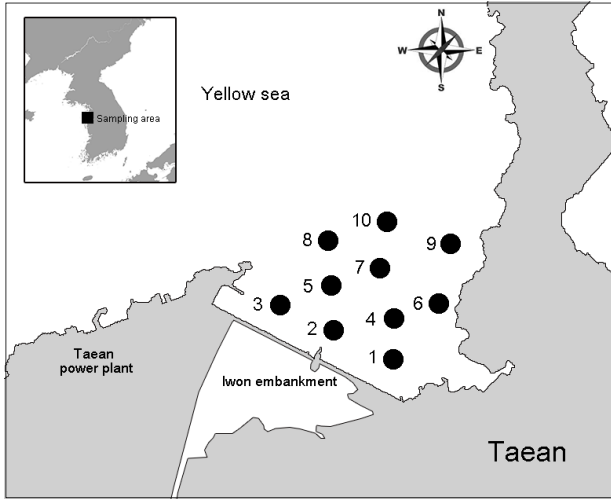 N
W E
S
Yellow sea
Sampling area
10
8
9
7
5
3
6
4
2
1
Taean
power plant
Iwon embankment
Taean